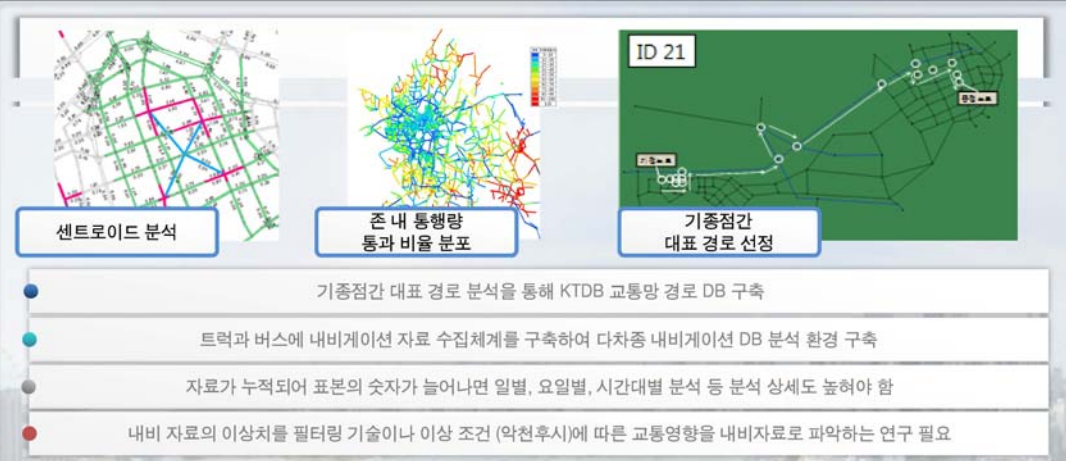 ID 21
센트로이드 분석
존 내 통행량
통과 비율 분포
기종점간
대표 경로 선정
기종점간 대표 경로 분석을 통해 KTDB 교통망 경로 DB 구축
트럭과 버스에 내비게이션 자료 수집체계를 구축하여 다차종 내비게이션 DB 분석 환경 구축
자료가 누적되어 표본의 숫자가 늘어나면 일별, 요일별, 시간대별 분석 등 분석 상세도 높혀야 함
내비 자료의 이상치를 필터링 기술이나 이상 조건 (악천후시)에 따른 교통영향을 내비자료로 파악하는 연구 필요